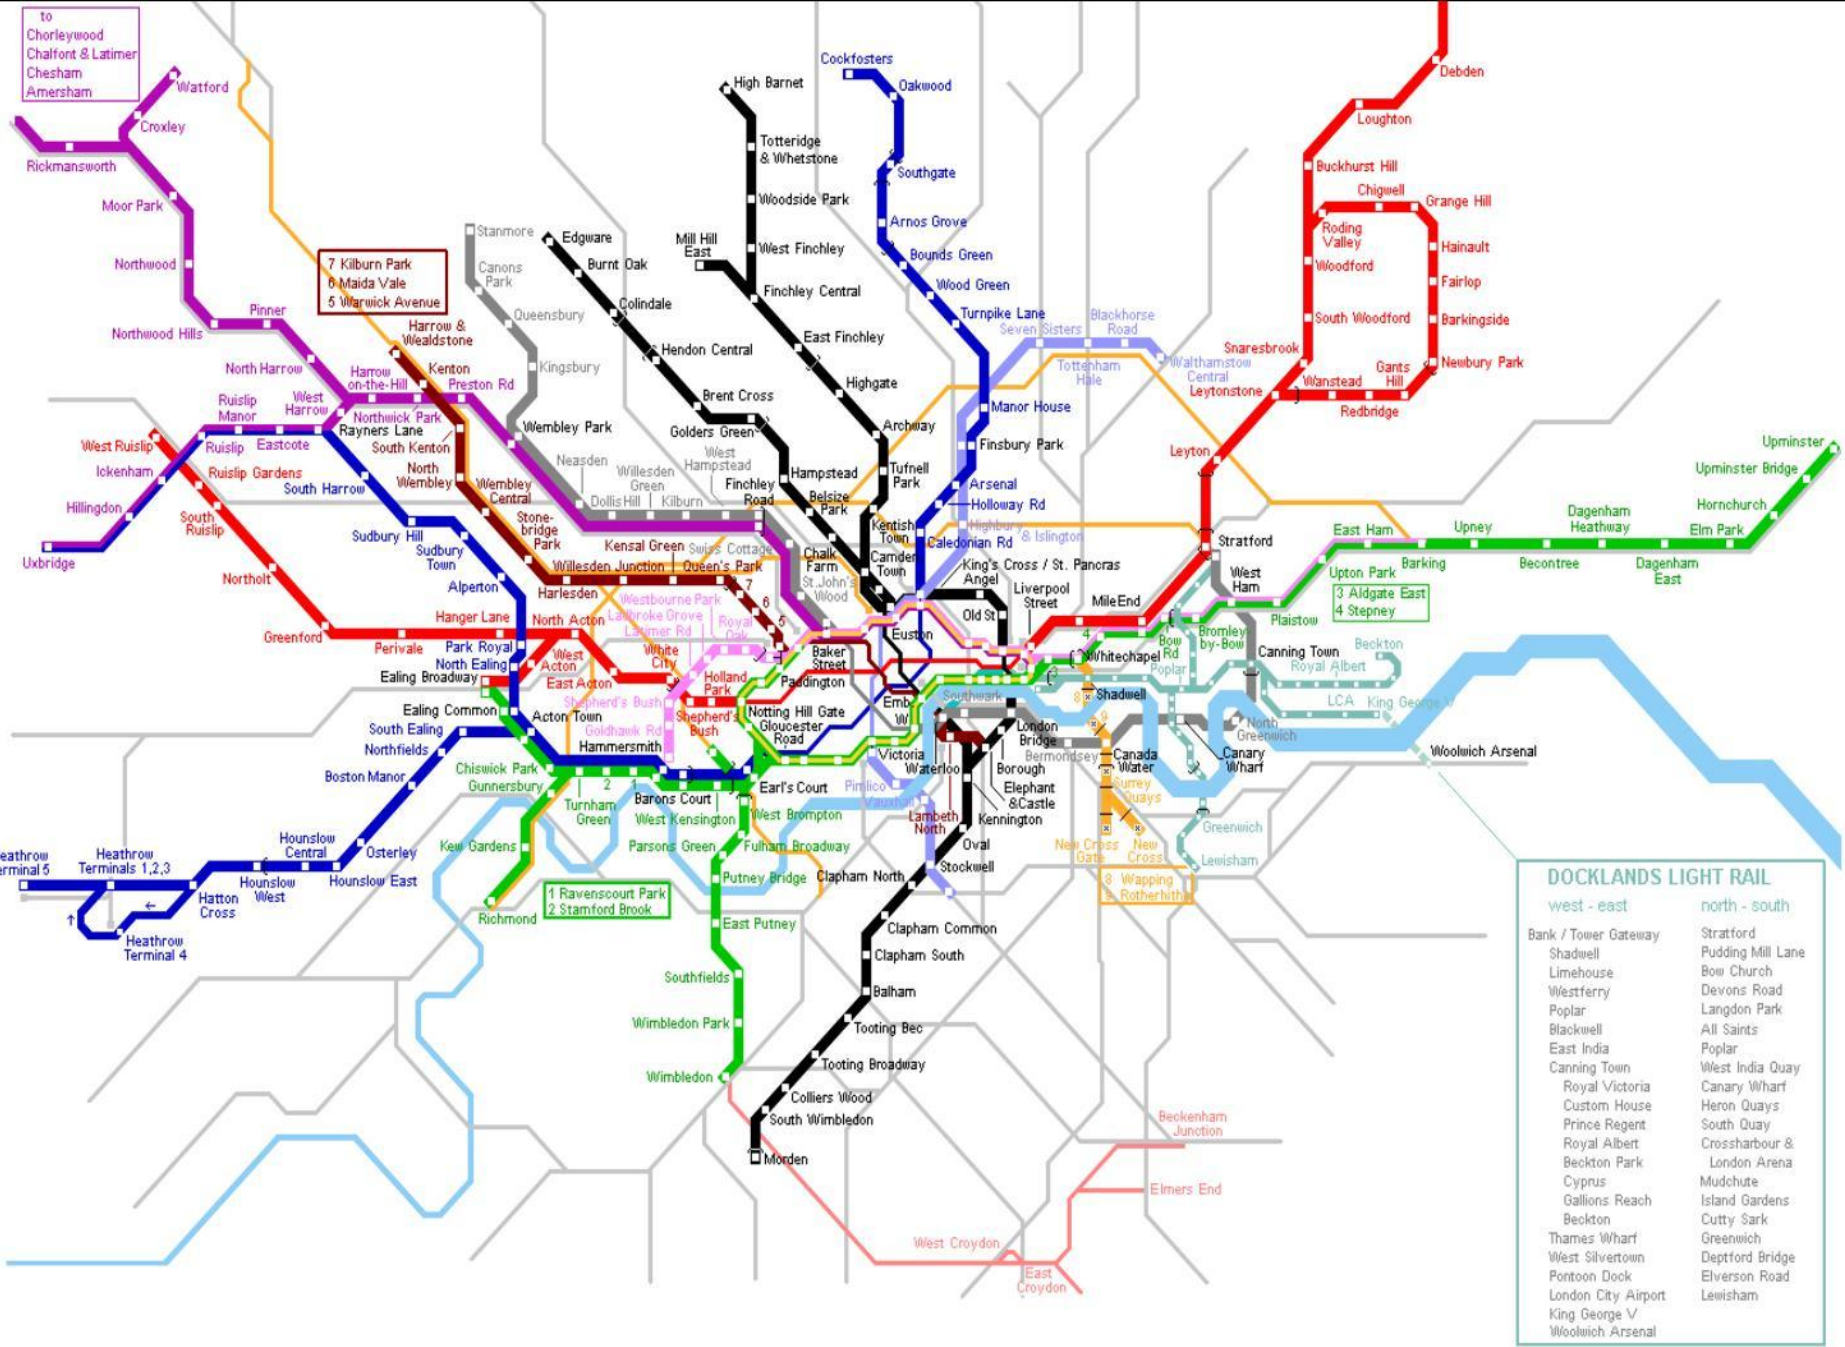 to
Chorleywood
Chalfont & Latimer
Chesham
Amersham
Watford
Croxley
Rickmansworth
Moor Park
Northwood
Northwood Hills
Pinner
North Harrow
Harrow
on-the-Hill
Preston Rd
Northwick Park
West
Harrow
Rayners Lane
Ruislip
Manor
Eastcote
Ruislip
West Ruislip
Ickenham
Hillingdon
Uxbridge
Ruislip Gardens
South
Ruislip
Northolt
Greenford
Perivale
Hanger Lane
North Acton
West
Acton
East Acton
White
City
Holland
Park
Shepherd's
Bush
7 Kilburn Park
6 Maida Vale
5 Warwick Avenue
Harrow &
Wealdstone
Kenton
South Kenton
North
Wembley
Wembley
Central
Stone-
bridge
Park
Harlesden
Willesden Junction
Kensal Green
Queen's Park
7
6
5
Stanmore
Canons
Park
Queensbury
Kingsbury
Wembley Park
Neasden
Dollis Hill
Willesden
Green
Kilburn
West
Hampstead
Finchley
Road
Swiss Cottage
St.John's
Wood
Edgware
Burnt Oak
Colindale
Hendon Central
Brent Cross
Golders Green
Hampstead
Belsize
Park
Chalk
Farm
Camden
Town
High Barnet
Totteridge
& Whetstone
Woodside Park
West Finchley
Mill Hill
East
Finchley Central
East Finchley
Highgate
Archway
Tufnell
Park
Kentish
Town
Cockfosters
Oakwood
Southgate
Arnos Grove
Bounds Green
Wood Green
Turnpike Lane
Manor House
Finsbury Park
Arsenal
Holloway Rd
Caledonian Rd
Seven Sisters
Blackhorse
Road
Tottenham
Hale
Walthamstow
Central
Highbury
& Islington
King's Cross / St. Pancras
Angel
Old St
Euston
Liverpool
Street
Mile End
Debden
Loughton
Buckhurst Hill
Chigwell
Grange Hill
Roding
Valley
Hainault
Woodford
Fairlop
South Woodford
Barkingside
Snaresbrook
Newbury Park
Gants
Hill
Wanstead
Redbridge
Leytonstone
Leyton
Stratford
Upminster
Upminster Bridge
Hornchurch
Elm Park
Dagenham
East
Dagenham
Heathway
Becontree
Upney
Barking
East Ham
Upton Park
Plaistow
West
Ham
Bromley-
by-Bow
Bow
Rd
3 Aldgate East
4 Stepney
4
Whitechapel
Shadwell
Poplar
Canning Town
Royal Albert
Beckton
LCA
King George V
Woolwich Arsenal
North
Greenwich
Canary
Wharf
Canada
Water
Bermondsey
London
Bridge
Southwark
Surrey
Quays
New Cross
Gate
New
Cross
8 Wapping
9 Rotherhithe
8
9
Greenwich
Lewisham
Westbourne Park
Ladbroke Grove
Latimer Rd
Royal
Oak
Shepherd's Bush
Goldhawk Rd
Hammersmith
Baker
Street
Paddington
Notting Hill Gate
Gloucester
Road
Earl's Court
Victoria
Pimlico
Vauxhall
Waterloo
Lambeth
North
Borough
Elephant
&Castle
Kennington
Oval
Stockwell
Clapham North
Clapham Common
Clapham South
Balham
Tooting Bec
Tooting Broadway
Colliers Wood
South Wimbledon
Morden
South Harrow
Sudbury Hill
Sudbury
Town
Alperton
Park Royal
North Ealing
Ealing Broadway
Ealing Common
Acton Town
South Ealing
Northfields
Boston Manor
Osterley
Hounslow East
Hounslow
Central
Hounslow
West
Hatton
Cross
Heathrow
Terminals 1,2,3
Heathrow
Terminal 4
eathrow
erminal 5
Chiswick Park
Gunnersbury
Kew Gardens
Richmond
Turnham
Green
2
1
Barons Court
West Kensington
West Brompton
Fulham Broadway
Parsons Green
Putney Bridge
East Putney
Southfields
Wimbledon Park
Wimbledon
1 Ravenscourt Park
2 Stamford Brook
Beckenham
Junction
Elmers End
West Croydon
East
Croydon
DOCKLANDS LIGHT RAIL
west - east
Bank / Tower Gateway
Shadwell
Limehouse
Westferry
Poplar
Blackwell
East India
Canning Town
Royal Victoria
Custom House
Prince Regent
Royal Albert
Beckton Park
Cyprus
Gallions Reach
Beckton
Thames Wharf
West Silvertown
Pontoon Dock
London City Airport
King George V
Woolwich Arsenal
north - south
Stratford
Pudding Mill Lane
Bow Church
Devons Road
Langdon Park
All Saints
Poplar
West India Quay
Canary Wharf
Heron Quays
South Quay
Crossharbour &
London Arena
Mudchute
Island Gardens
Cutty Sark
Greenwich
Deptford Bridge
Elverson Road
Lewisham